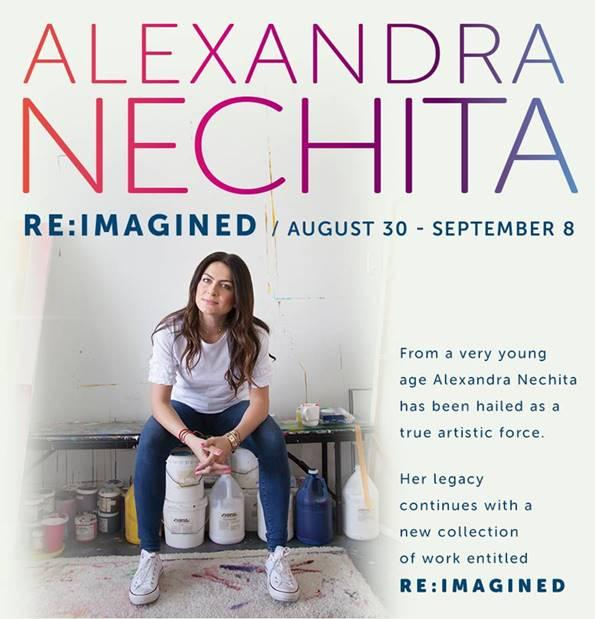 ALEXANDRA
NECHITA
RE:IMAGINED / AUGUST 30 - SEPTEMBER 8
From a very young
age Alexandra Nechita
has been hailed as a
true artistic force.
Her legacy
continues with a
new collection
of work entitled
RE:IMAGINED